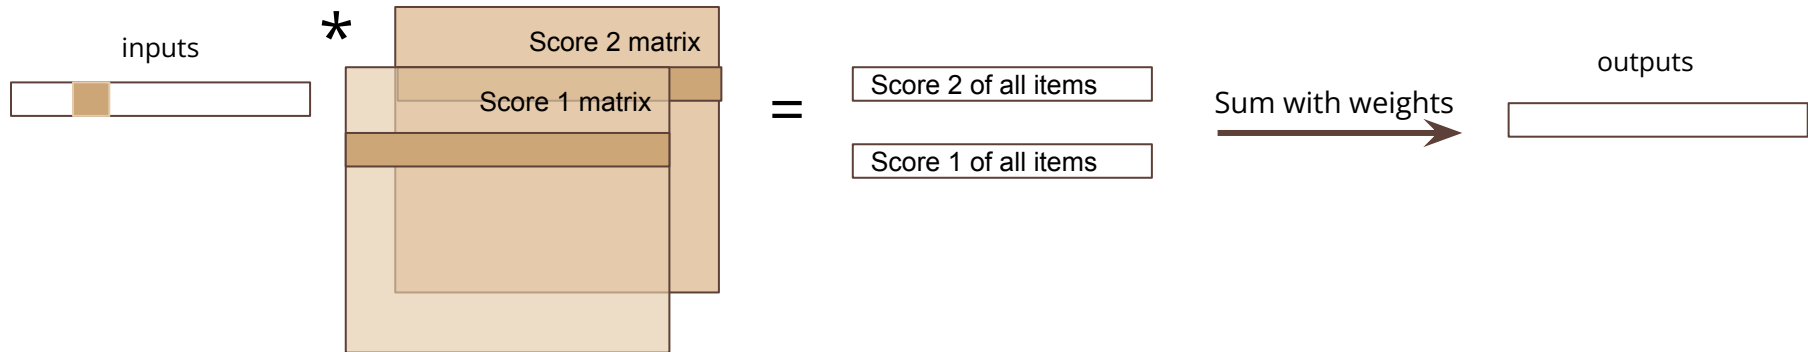 inputs
*
Score 2 matrix
Score 1 matrix
=
Score 2 of all items
Score 1 of all items
Sum with weights
outputs